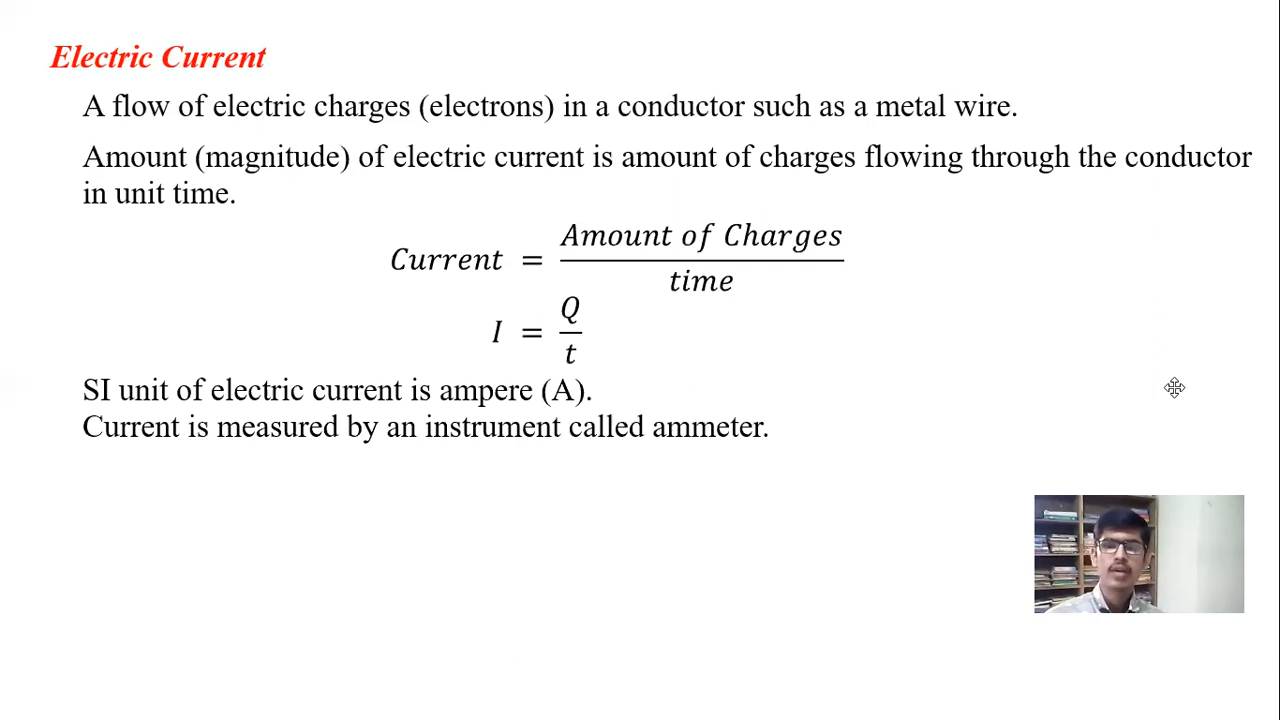 Electric Current
A flow of electric charges (electrons) in a conductor such as a metal wire.
Amount (magnitude) of electric current is amount of charges flowing through the conductor
in unit time.
Current = Amount of Charges / time
I = Q / t
SI unit of electric current is ampere (A).
Current is measured by an instrument called ammeter.